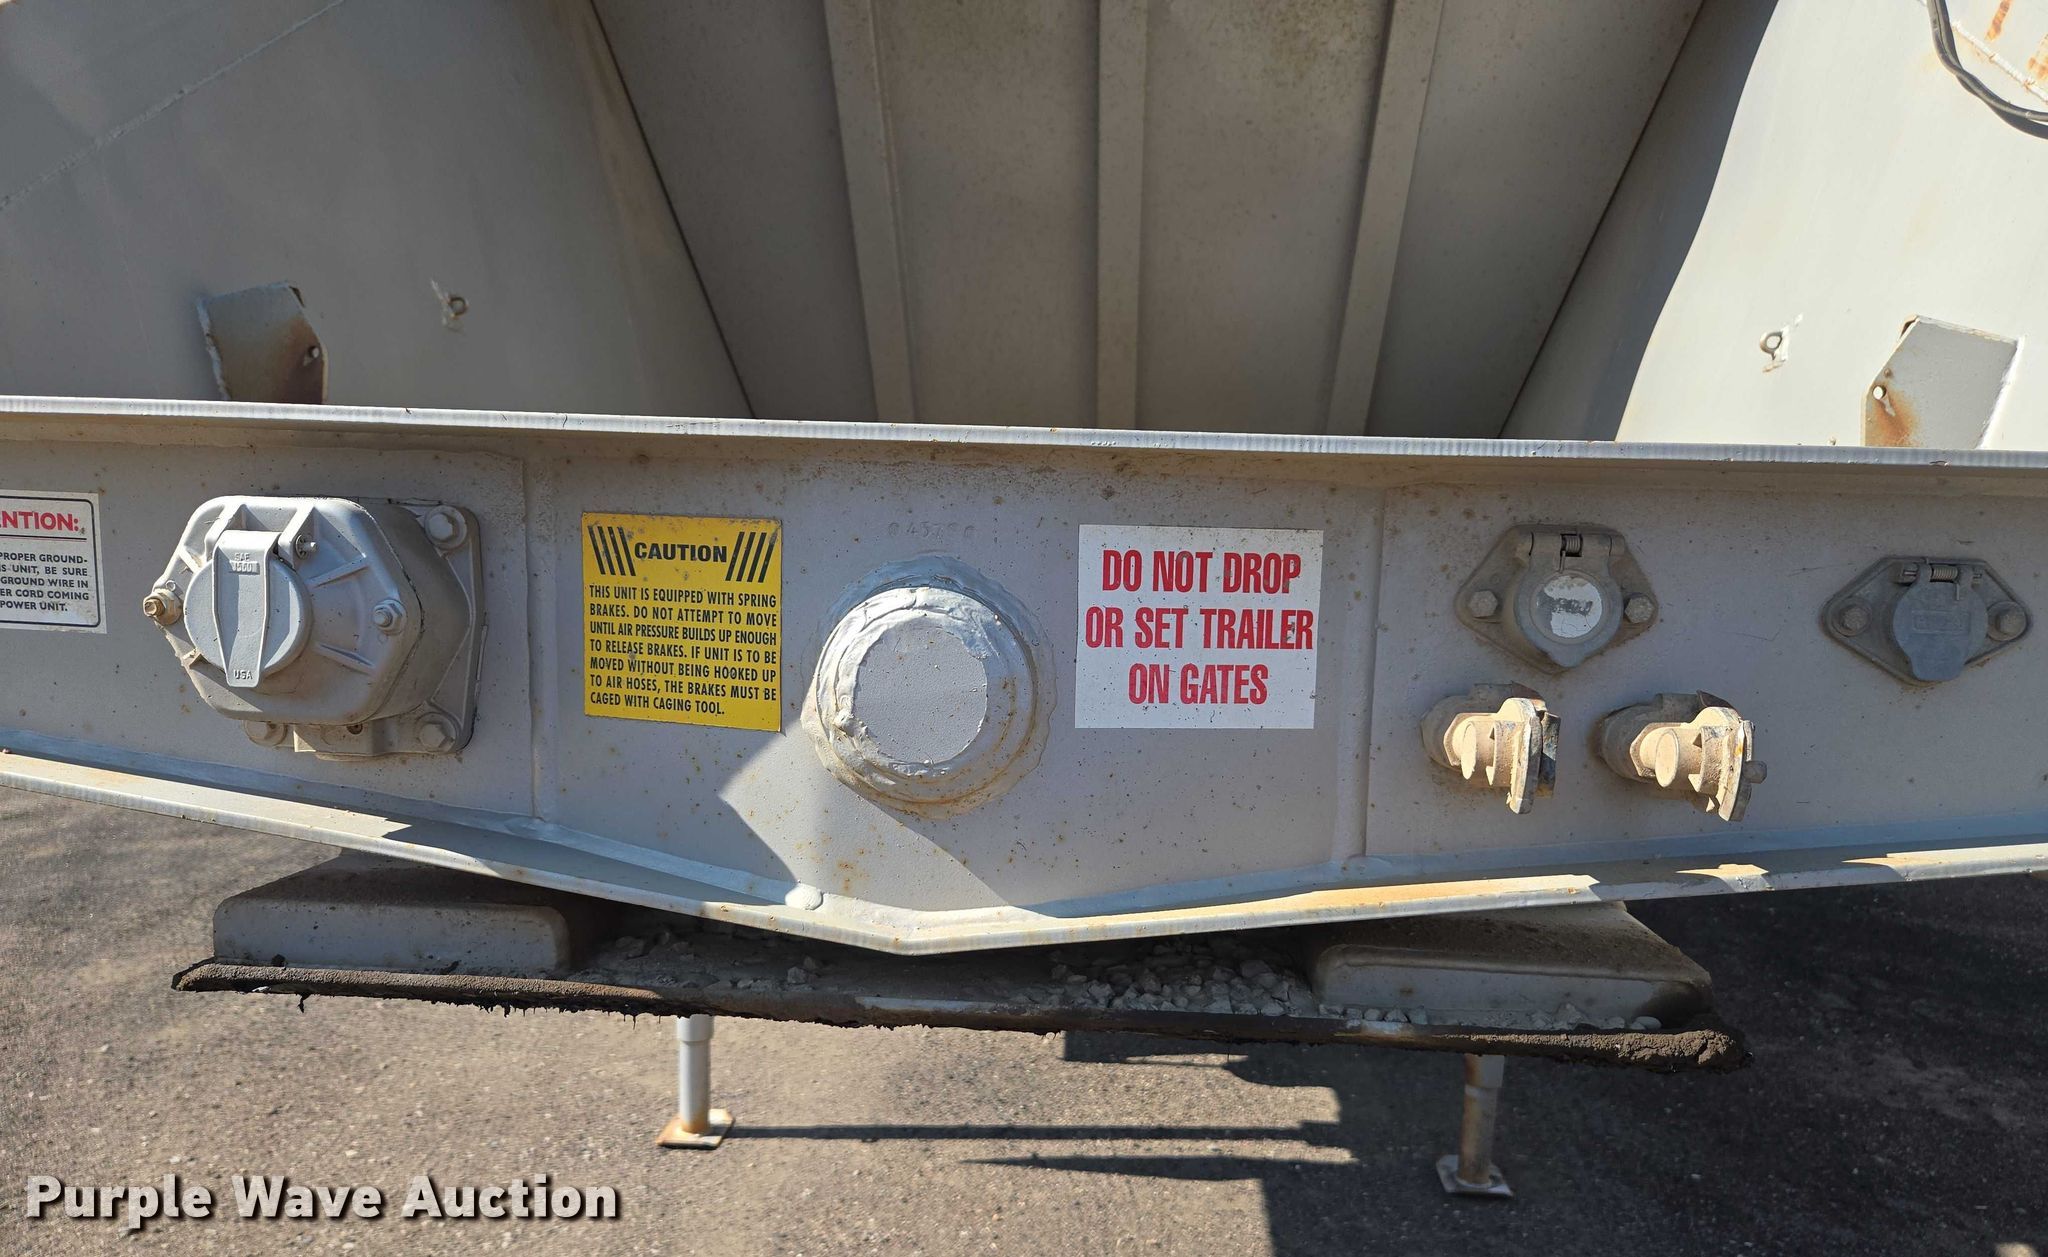 NTION:
PROPER GROUND-
S UNIT, BE SURE
GROUND WIRE IN
ER CORD COMING
POWER UNIT.
SAE
USA
CAUTION
THIS UNIT IS EQUIPPED WITH SPRING
BRAKES. DO NOT ATTEMPT TO MOVE
UNTIL AIR PRESSURE BUILDS UP ENOUGH
TO RELEASE BRAKES. IF UNIT IS TO BE
MOVED WITHOUT BEING HOOKED UP
TO AIR HOSES, THE BRAKES MUST BE
CAGED WITH CAGING TOOL.
DO NOT DROP
OR SET TRAILER
ON GATES
Purple Wave Auction